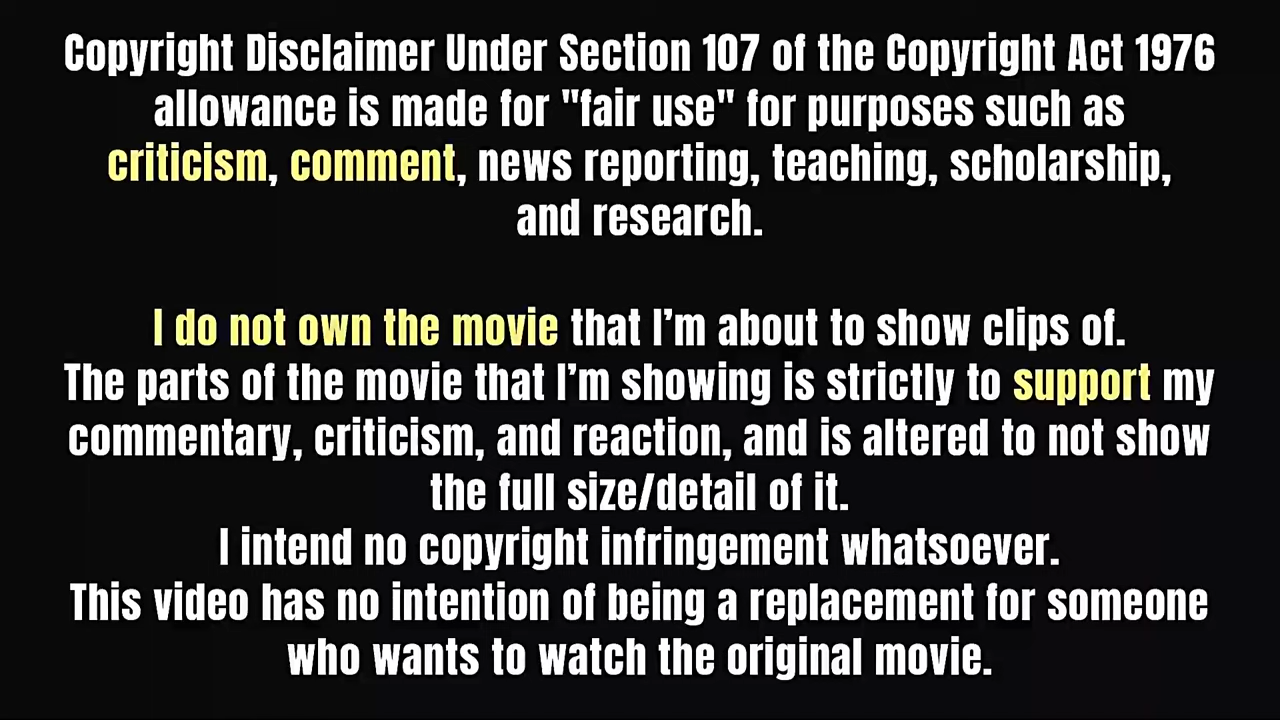 Copyright Disclaimer Under Section 107 of the Copyright Act 1976
allowance is made for "fair use" for purposes such as
criticism, comment, news reporting, teaching, scholarship,
and research.
I do not own the movie that I’m about to show clips of.
The parts of the movie that I’m showing is strictly to support my
commentary, criticism, and reaction, and is altered to not show
the full size/detail of it.
I intend no copyright infringement whatsoever.
This video has no intention of being a replacement for someone
who wants to watch the original movie.